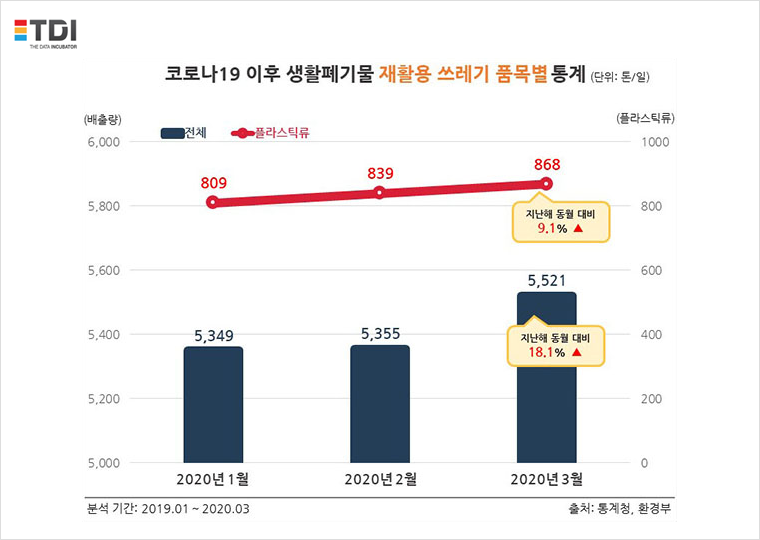 TDI
THE DATA INCUBATOR
코로나19 이후 생활폐기물 재활용 쓰레기 품목별 통계 (단위: 톤/일)
(배출량) (플라스틱류)
전체 플라스틱류
6,000 1000
5,800 800
5,600 600
5,400 400
5,200 200
5,000 0
809 839 868
지난해 동월 대비
9.1% ▲
5,349 5,355 5,521
지난해 동월 대비
18.1% ▲
2020년 1월 2020년 2월 2020년 3월
분석 기간: 2019.01 ~ 2020.03 출처: 통계청, 환경부